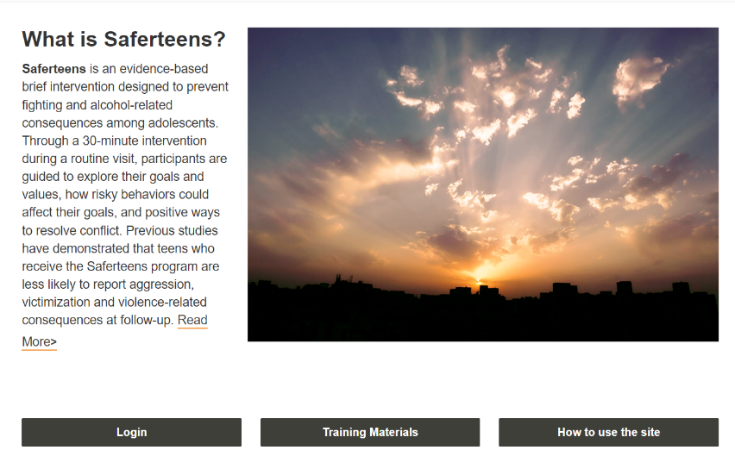 What is Saferteens?
Saferteens is an evidence-based
brief intervention designed to prevent
fighting and alcohol-related
consequences among adolescents.
Through a 30-minute intervention
during a routine visit, participants are
guided to explore their goals and
values, how risky behaviors could
affect their goals, and positive ways
to resolve conflict. Previous studies
have demonstrated that teens who
receive the Saferteens program are
less likely to report aggression,
victimization and violence-related
consequences at follow-up. Read
More>
Login
Training Materials
How to use the site